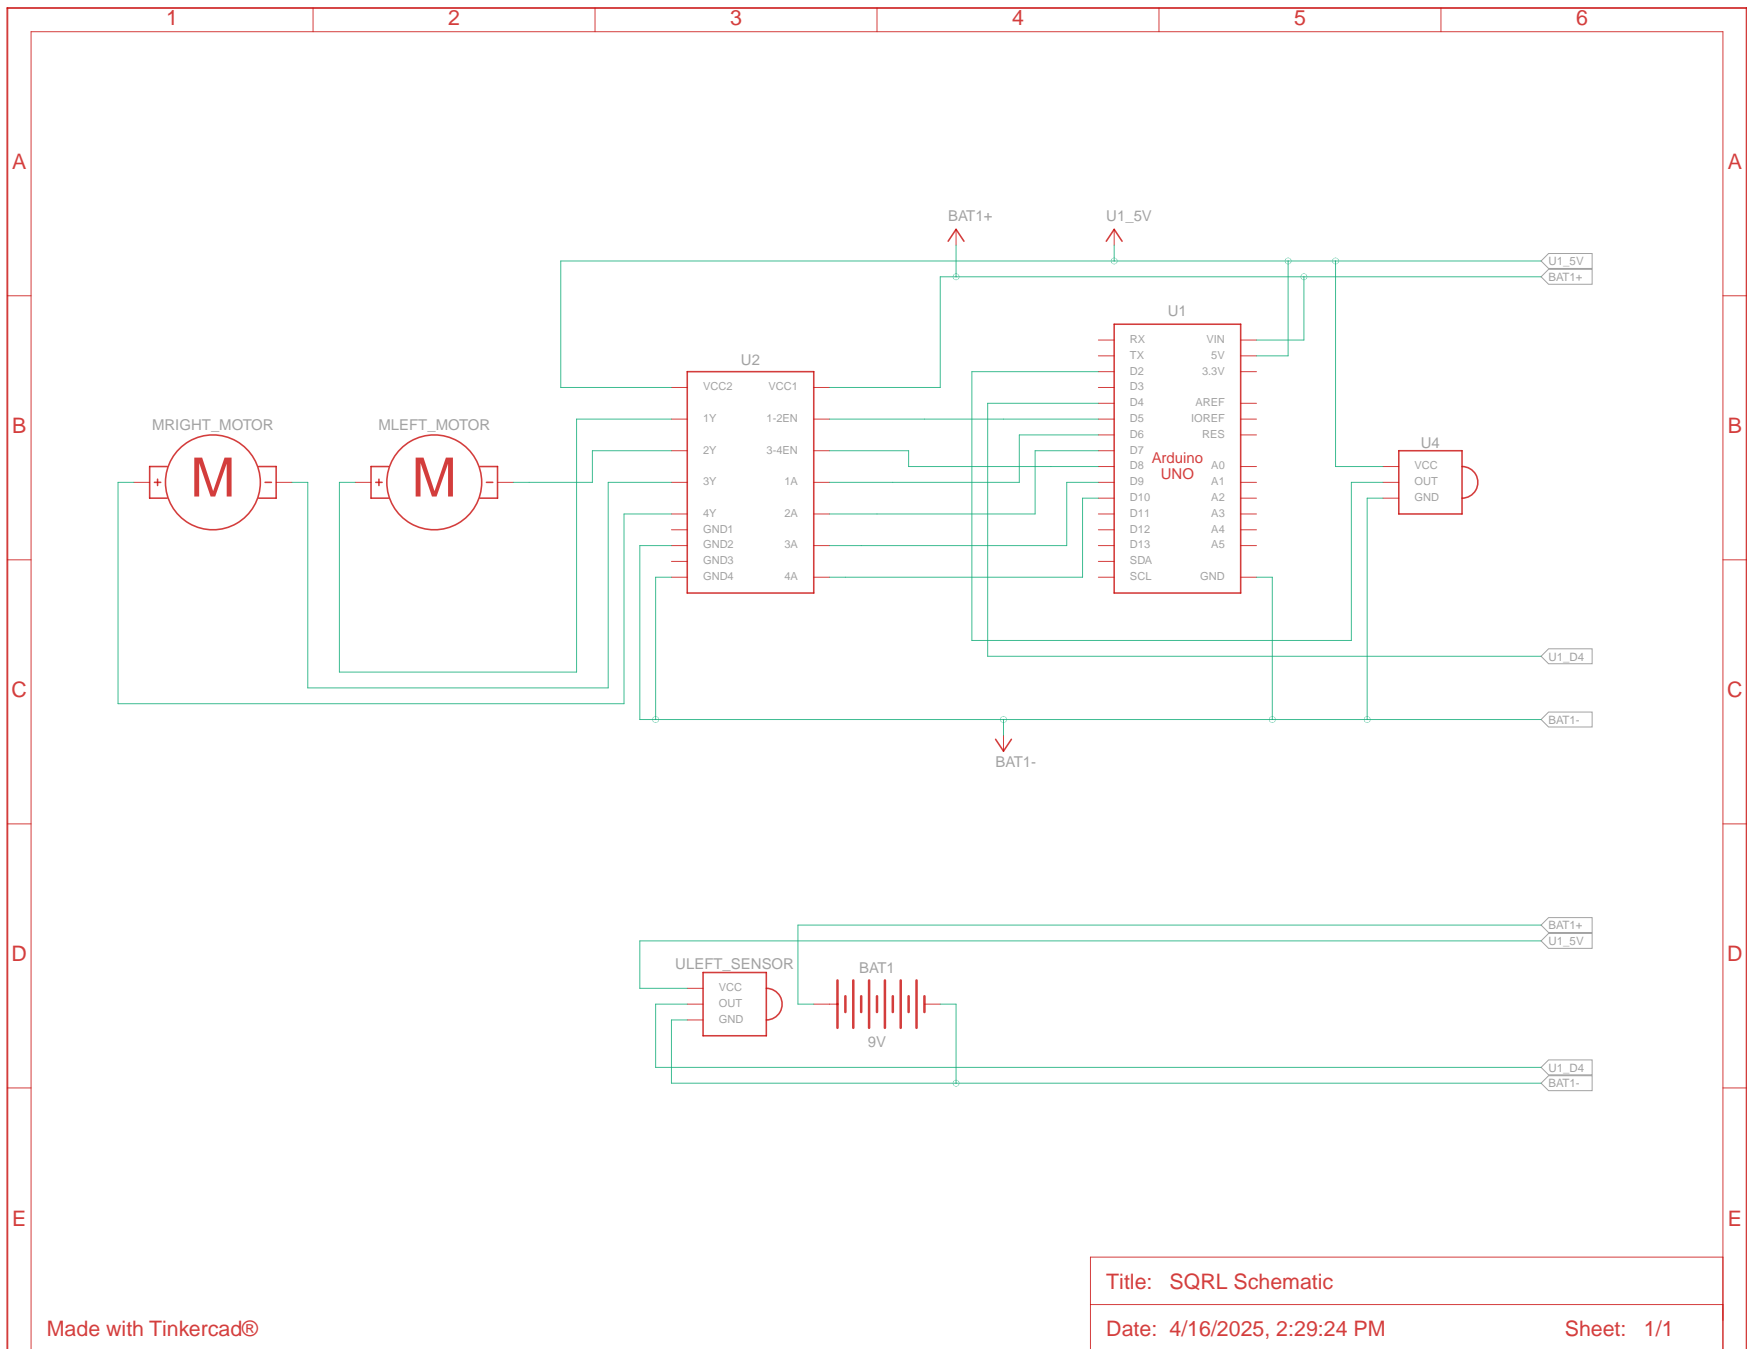 1 2 3 4 5 6
A A
BAT1+ U1_5V
U1_5V
BAT1+
U1
RX VIN
TX 5V
D2 3.3V
D3
D4 AREF
D5 IOREF
D6 RES
D7
D8 A0
D9 A1
D10 A2
D11 A3
D12 A4
D13 A5
SDA
SCL GND
Arduino
UNO
U2
VCC2 VCC1
1Y 1-2EN
2Y 3-4EN
3Y 1A
4Y 2A
GND1
GND2 3A
GND3
GND4 4A
B B
MRIGHT_MOTOR MLEFT_MOTOR
+ M - + M -
U4
VCC
OUT
GND
U1_D4
C C
BAT1-
BAT1-
BAT1+
U1_5V
D D
ULEFT_SENSOR BAT1
VCC
OUT
GND
9V
U1_D4
BAT1-
E E
Title: SQRL Schematic
Made with Tinkercad® Date: 4/16/2025, 2:29:24 PM Sheet: 1/1